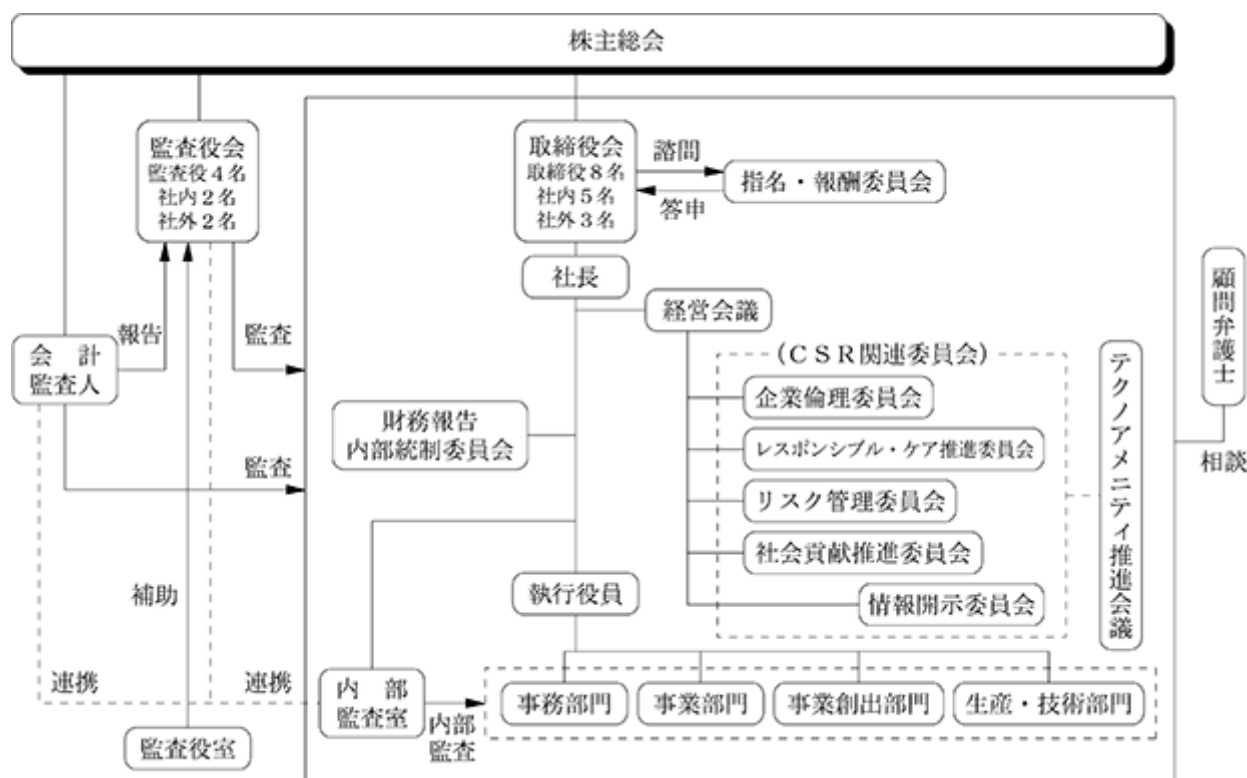 株主総会
監査役会
監査役4名
社内2名
社外2名
取締役会
取締役8名
社内5名
社外3名
諮問
答申
指名・報酬委員会
社長
経営会議
顧問弁護士
相談
会計
監査人
報告
監査
監査
(CSR関連委員会)
企業倫理委員会
レスポンシブル・ケア推進委員会
リスク管理委員会
社会貢献推進委員会
情報開示委員会
テクノアメニティ推進会議
財務報告
内部統制委員会
補助
執行役員
連携
連携
内部
監査室
内部
監査
事務部門
事業部門
事業創出部門
生産・技術部門
監査役室